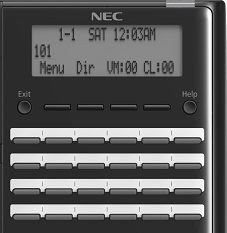 NEC
1-1 SAT 12:03AM
101
Menu Dir VM:00 CL:00
Exit
Help